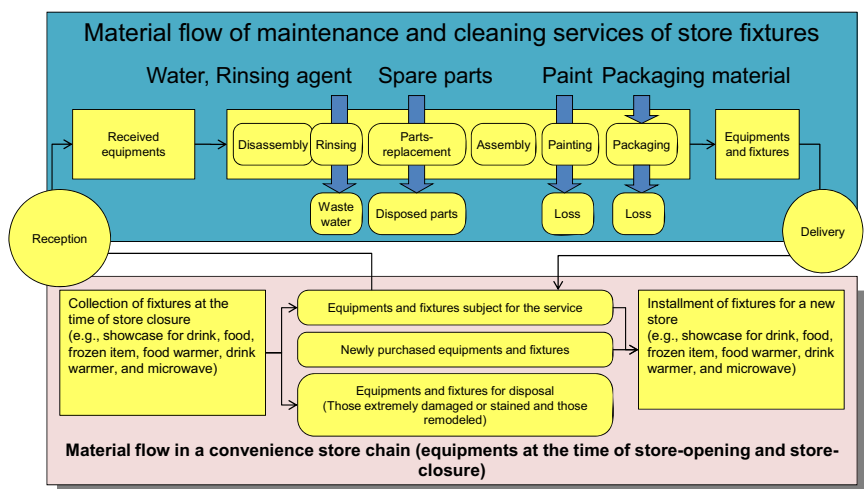 Material flow of maintenance and cleaning services of store fixtures
Water, Rinsing agent
Spare parts
Paint
Packaging material
Received
equipments
Disassembly
Rinsing
Parts-
replacement
Assembly
Painting
Packaging
Equipments
and fixtures
Waste
water
Disposed parts
Loss
Loss
Reception
Delivery
Collection of fixtures at the
time of store closure
(e.g., showcase for drink, food,
frozen item, food warmer, drink
warmer, and microwave)
Equipments and fixtures subject for the service
Newly purchased equipments and fixtures
Equipments and fixtures for disposal
(Those extremely damaged or stained and those
remodeled)
Installment of fixtures for a new
store
(e.g., showcase for drink, food,
frozen item, food warmer, drink
warmer, and microwave)
Material flow in a convenience store chain (equipments at the time of store-opening and store-
closure)